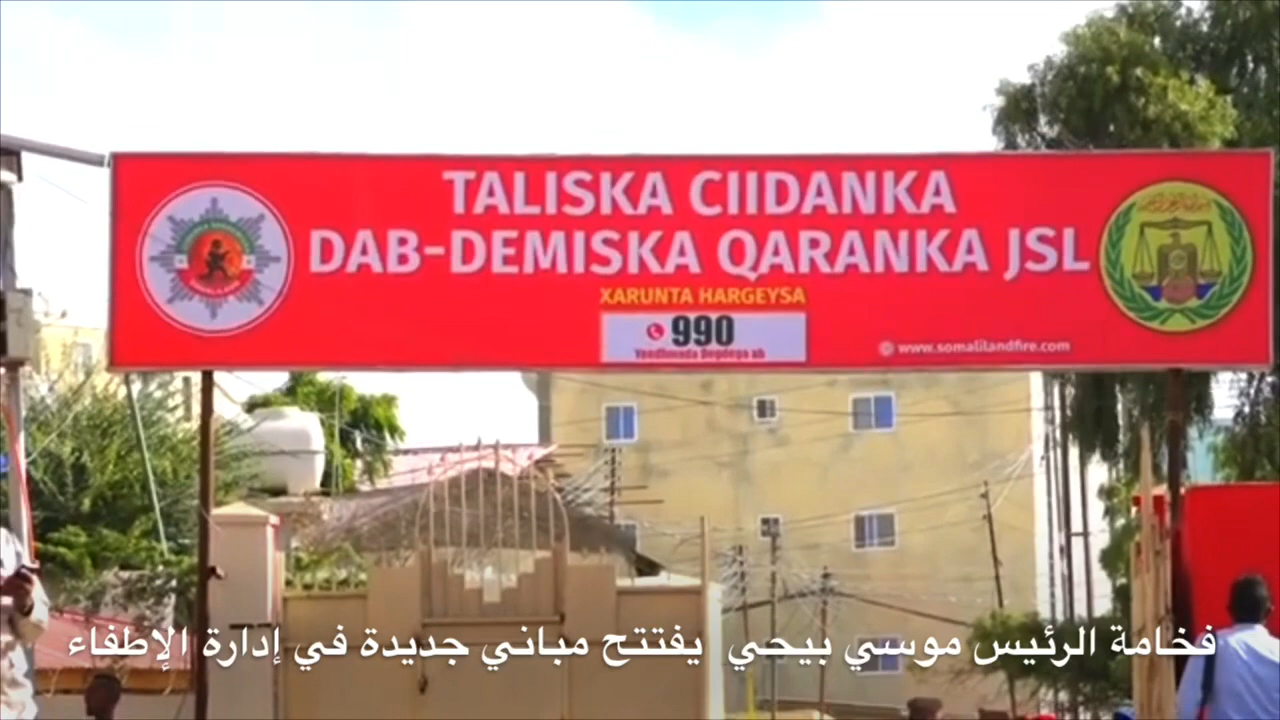 TALISKA CIIDANKA
DAB-DEMISKA QARANKA JSL
XARUNTA HARGEYSA
990
www.somalilandfire.com
فخامة الرئيس موسي بيحي يفتتح مباني جديدة في إدارة الإطفاء